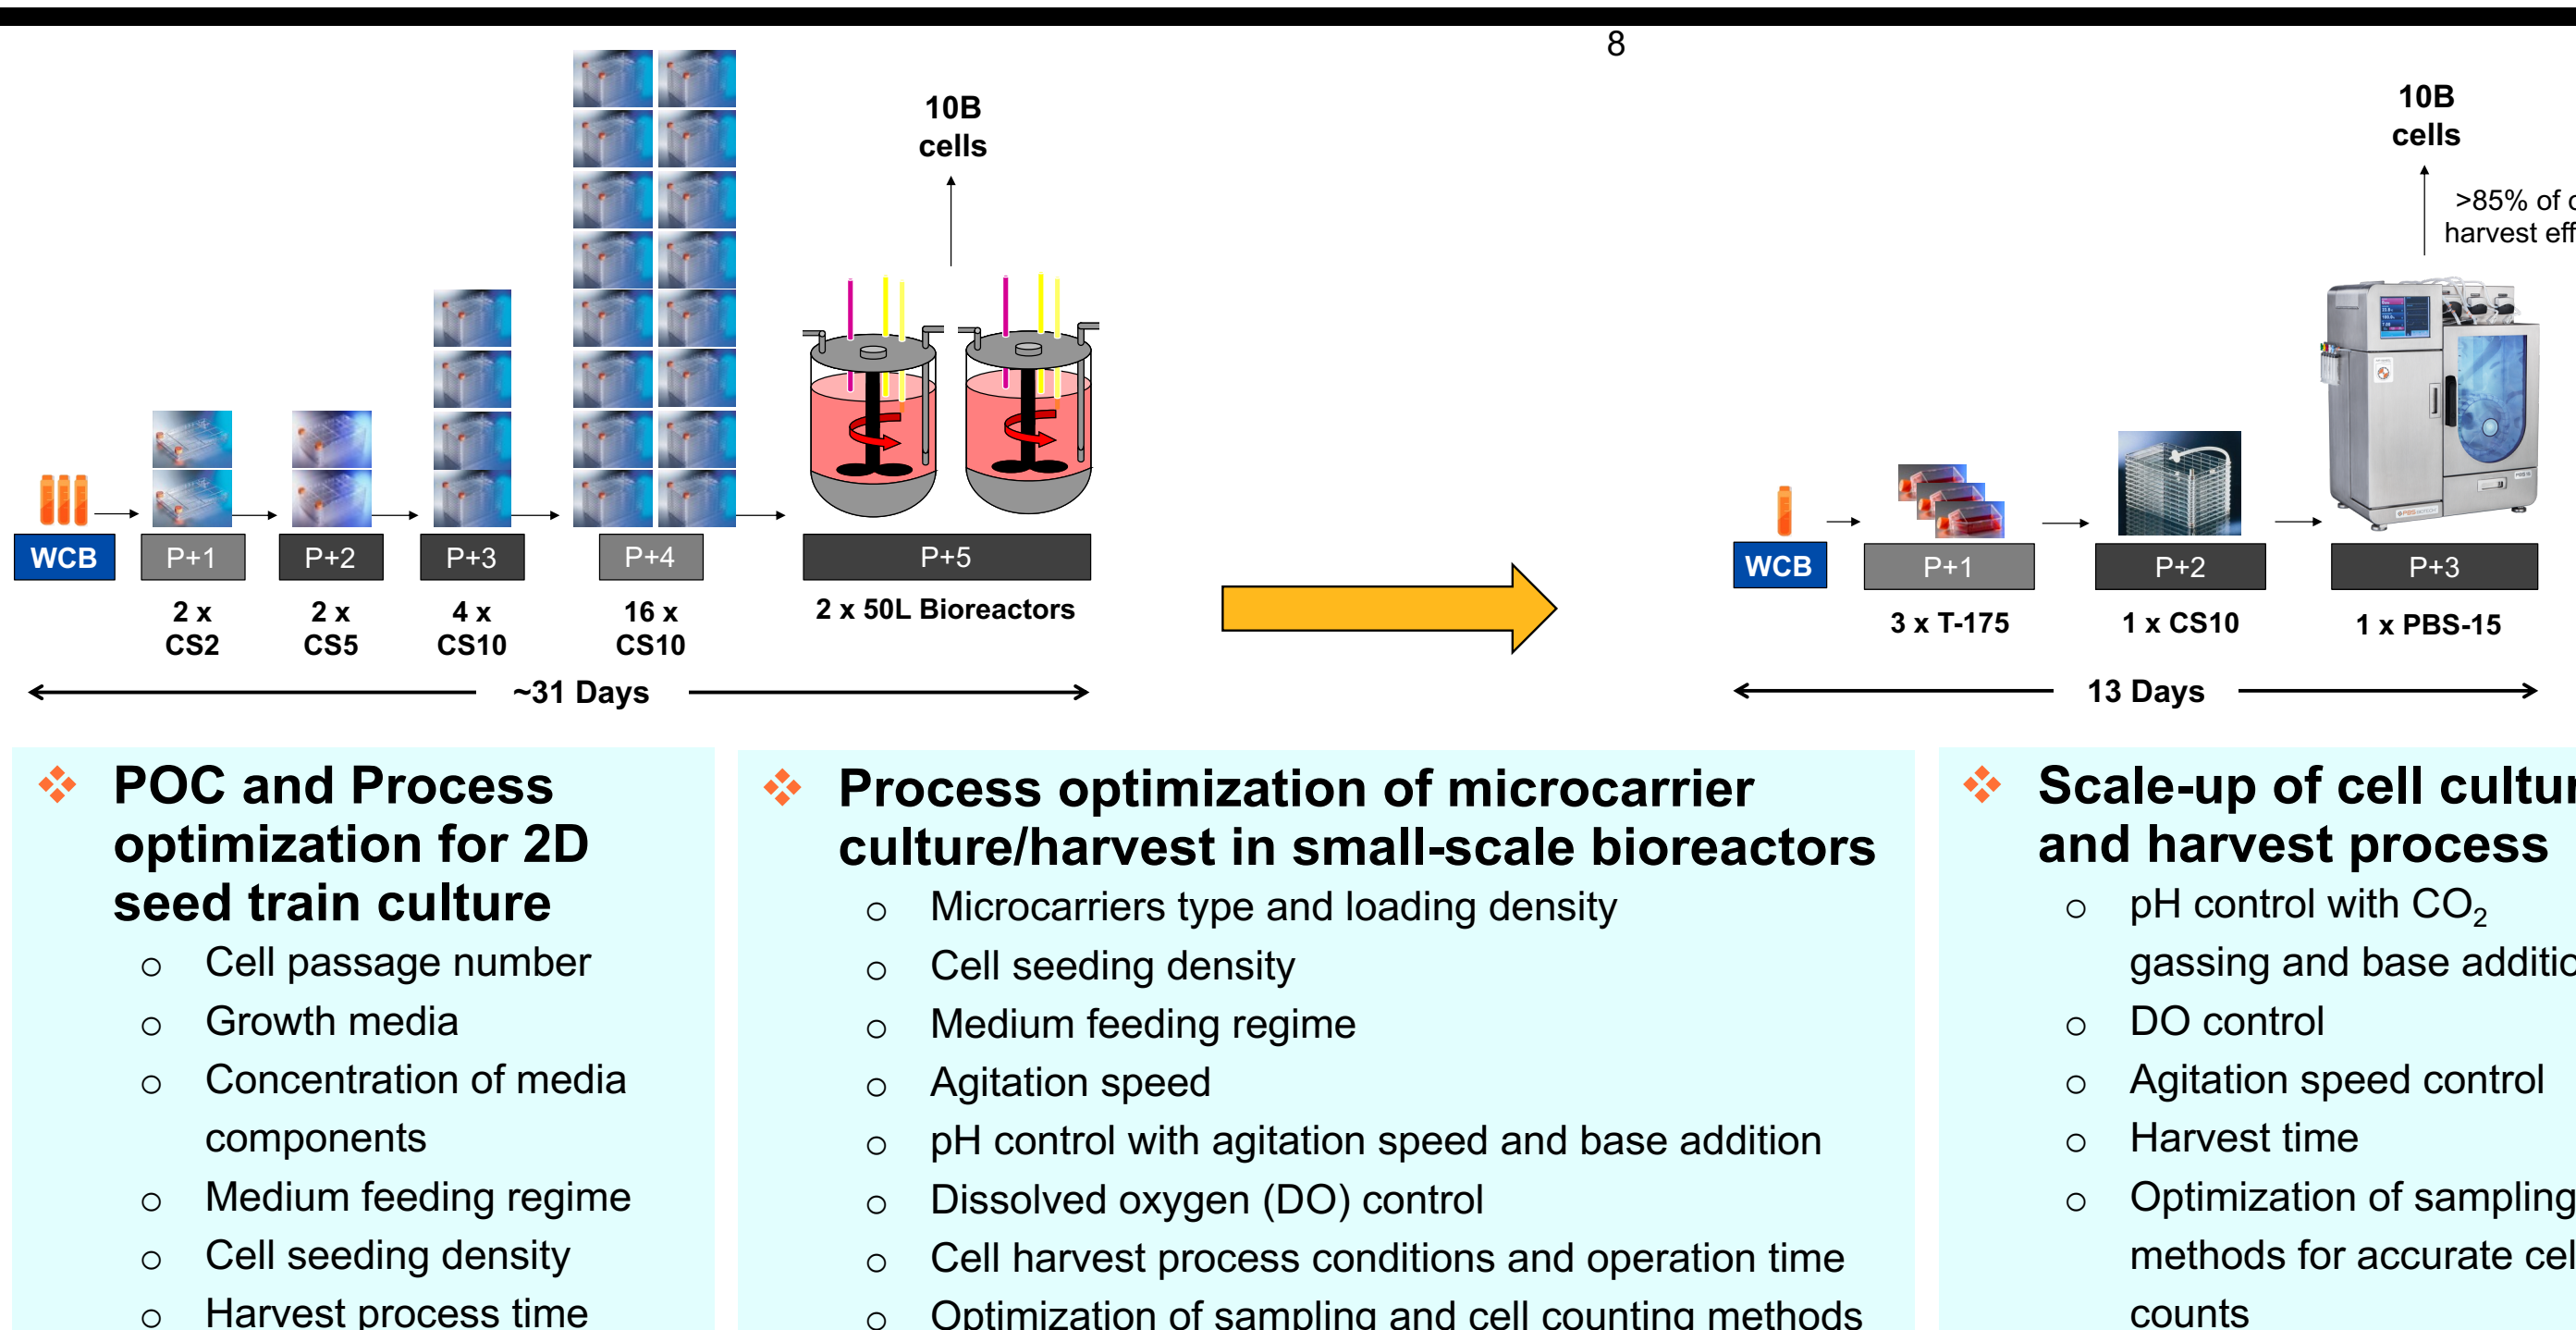 8
10B
cells
WCB
P+1
P+2
P+3
P+4
P+5
2 x
CS2
2 x
CS5
4 x
CS10
16 x
CS10
2 x 50L Bioreactors
~31 Days
10B
cells
>85% of
harvest
WCB
P+1
P+2
P+3
3 x T-175
1 x CS10
1 x PBS-15
13 Days
❖ POC and Process
optimization for 2D
seed train culture
o Cell passage number
o Growth media
o Concentration of media
components
o Medium feeding regime
o Cell seeding density
o Harvest process time
❖ Process optimization of microcarrier
culture/harvest in small-scale bioreactors
o Microcarriers type and loading density
o Cell seeding density
o Medium feeding regime
o Agitation speed
o pH control with agitation speed and base addition
o Dissolved oxygen (DO) control
o Cell harvest process conditions and operation time
o Optimization of sampling and cell counting methods
❖ Scale-up of cell
and harvest process
o pH control with CO₂
gassing and base
o DO control
o Agitation speed control
o Harvest time
o Optimization of sampling
methods for accurate
counts